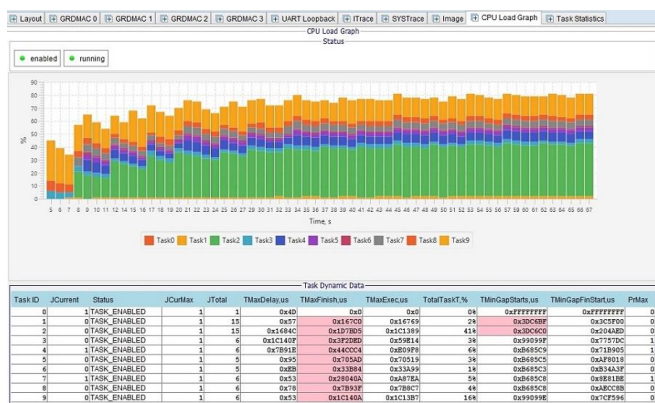 Layout GRDMAC 0 GRDMAC 1 GRDMAC 2 GRDMAC 3 UART Loopback ITrace SYSTrace Image CPU Load Graph Task Statistics
CPU Load Graph
Status
enabled running
90
80
70
60
50
40
30
20
10
0
%
5 6 7 8 9 10 11 12 13 14 15 16 17 18 19 20 21 22 23 24 25 26 27 28 29 30 31 32 33 34 35 36 37 38 39 40 41 42 43 44 45 46 47 48 49 50 51 52 53 54 55 56 57 58 59 60 61 62 63 64 65 66 67
Time, s
Task0 Task1 Task2 Task3 Task4 Task5 Task6 Task7 Task8 Task9
Task Dynamic Data
Task ID JCurrent Status JCurMax JTotal TMaxDelay,us TMaxFinish,us TMaxExec,us TotalTaskT,% TMinGapStarts,us TMinGapFinStart,us PrMax
0 1 TASK_ENABLED 1 1 0x4D 0x0 0x0 0% 0xFFFFFFFF 0xFFFFFFFF 0
1 0 TASK_ENABLED 1 15 0x57 0x167C0 0x16769 2% 0x3DC6BF 0x3C5F00 0
2 1 TASK_ENABLED 1 15 0x1684C 0x1D7BD5 0x1C1389 41% 0x3DC6C0 0x204AED 0
3 0 TASK_ENABLED 1 6 0x1C140F 0x3F2DED 0x59E14 3% 0x99099F 0x7757DC 1
4 1 TASK_ENABLED 1 6 0x7B91E 0x44CCC4 0xE09F8 6% 0xB685C9 0x71B905 1
5 0 TASK_ENABLED 1 5 0x95 0x705AD 0x70519 3% 0xB685C5 0xAF8018 0
6 0 TASK_ENABLED 1 5 0xEB 0x33B84 0x33A99 1% 0xB685C3 0xB34A3F 0
7 0 TASK_ENABLED 1 6 0x53 0x28040A 0xA87EA 5% 0xB685C8 0x8E81BE 1
8 0 TASK_ENABLED 1 6 0x78 0x7B93F 0x7B8C7 4% 0xB685C8 0xAECC8B 0
9 0 TASK_ENABLED 1 6 0x53 0x1C140A 0x1C13B7 16% 0x99099E 0x7CF596 0